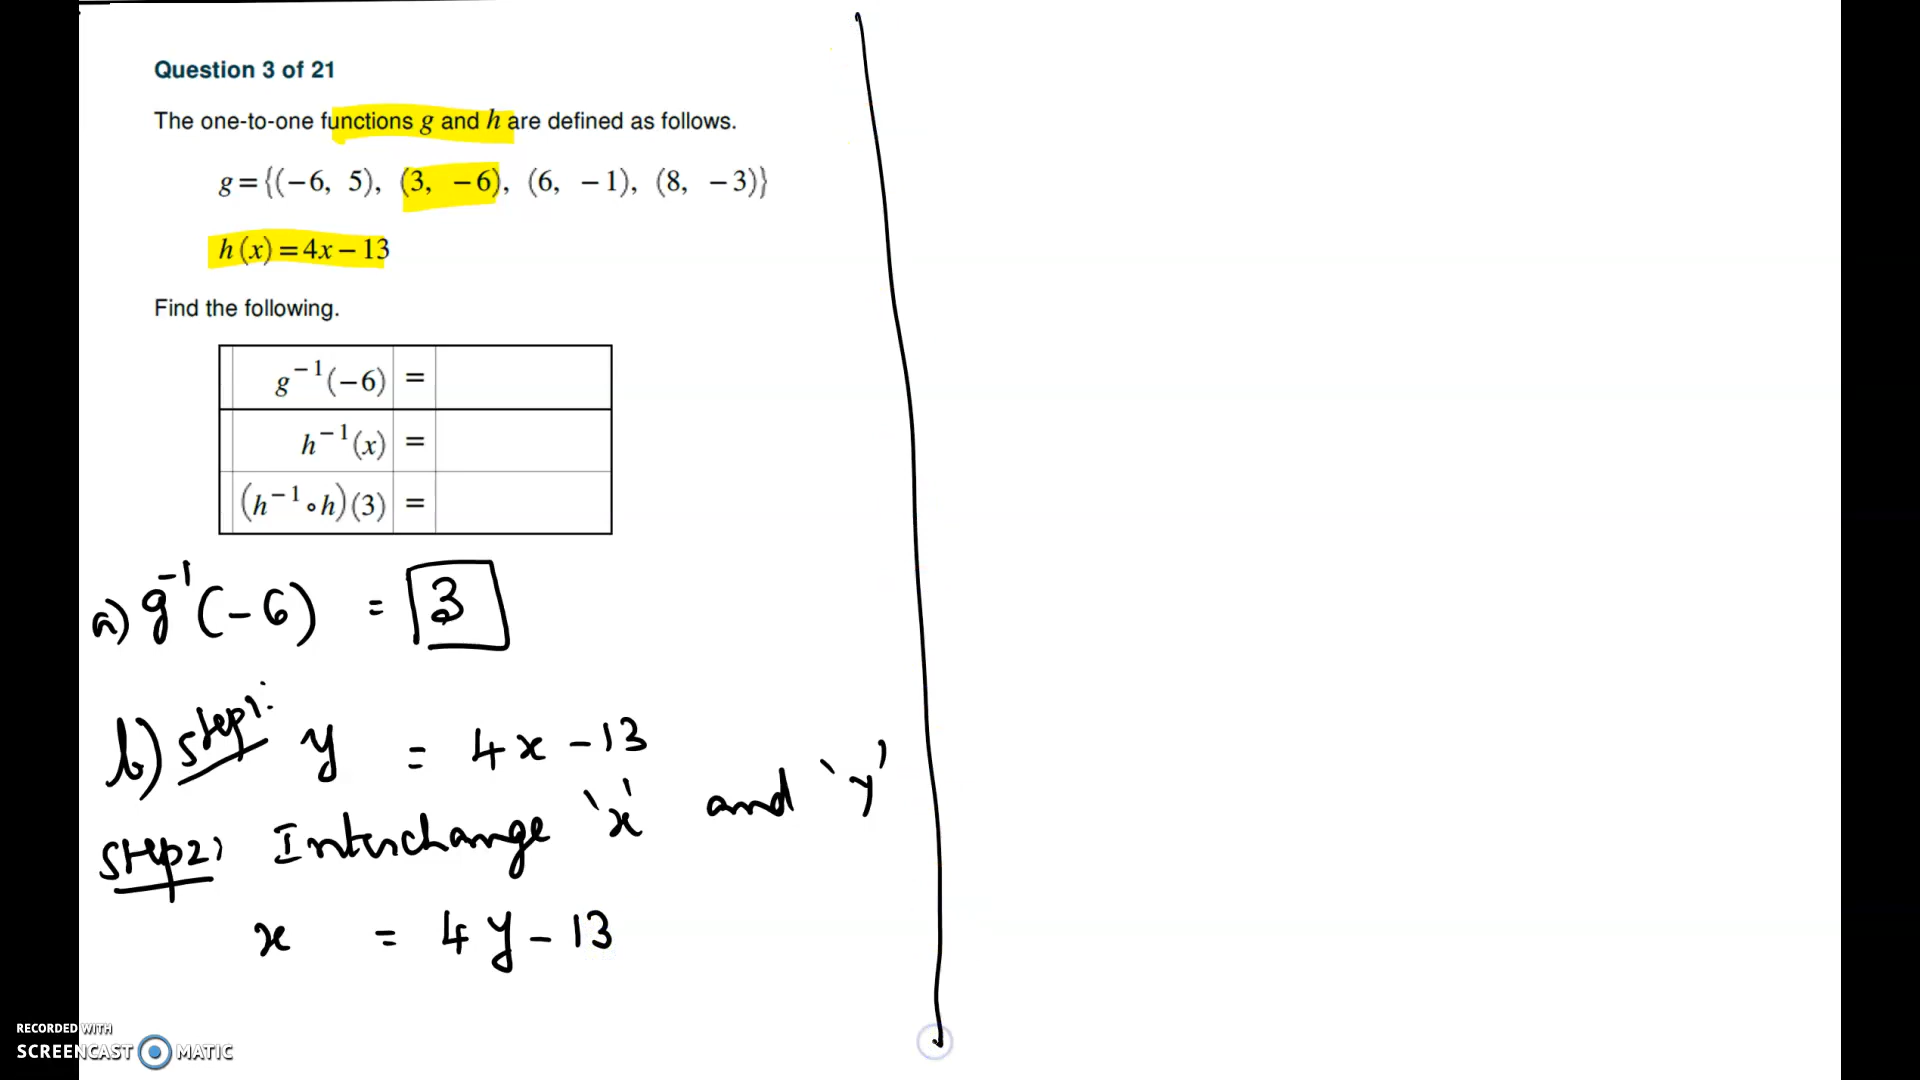 Question 3 of 21
The one-to-one functions g and h are defined as follows.
g={(−6, 5), (3, −6), (6, −1), (8, −3)}
h(x)=4x−13
Find the following.
g⁻¹(−6) =
h⁻¹(x) =
(h⁻¹∘h)(3) =
a) g⁻¹(-6) = 3
b) step1: y = 4x - 13
step2: Interchange 'x' and 'y'
x = 4y - 13
RECORDED WITH
SCREENCAST MATIC